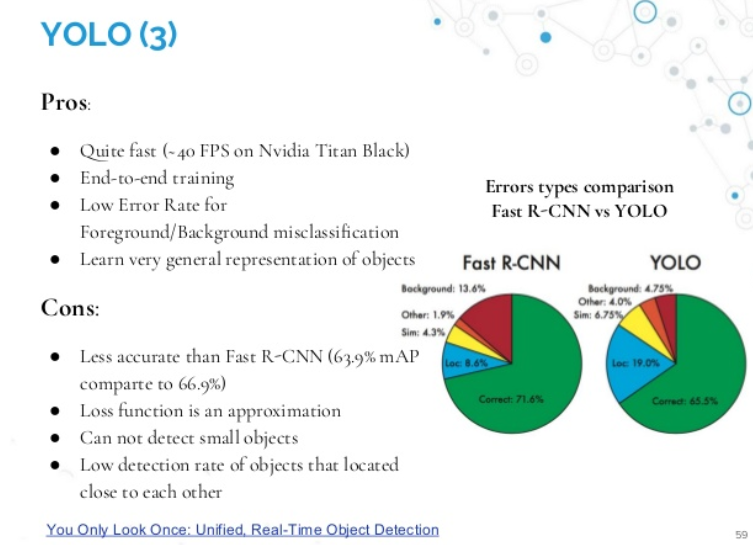 YOLO (3)
Pros:
● Quite fast (~40 FPS on Nvidia Titan Black)
● End-to-end training
● Low Error Rate for
Foreground/Background misclassification
● Learn very general representation of objects
Cons:
● Less accurate than Fast R-CNN (63.9% mAP
comparte to 66.9%)
● Loss function is an approximation
● Can not detect small objects
● Low detection rate of objects that located
close to each other
Errors types comparison
Fast R-CNN vs YOLO
Fast R-CNN
Background: 13.6%
Other: 1.9%
Sim: 4.3%
Loc: 8.6%
Correct: 71.6%
YOLO
Background: 4.75%
Other: 4.0%
Sim: 6.75%
Loc: 19.0%
Correct: 65.5%
You Only Look Once: Unified, Real-Time Object Detection
59